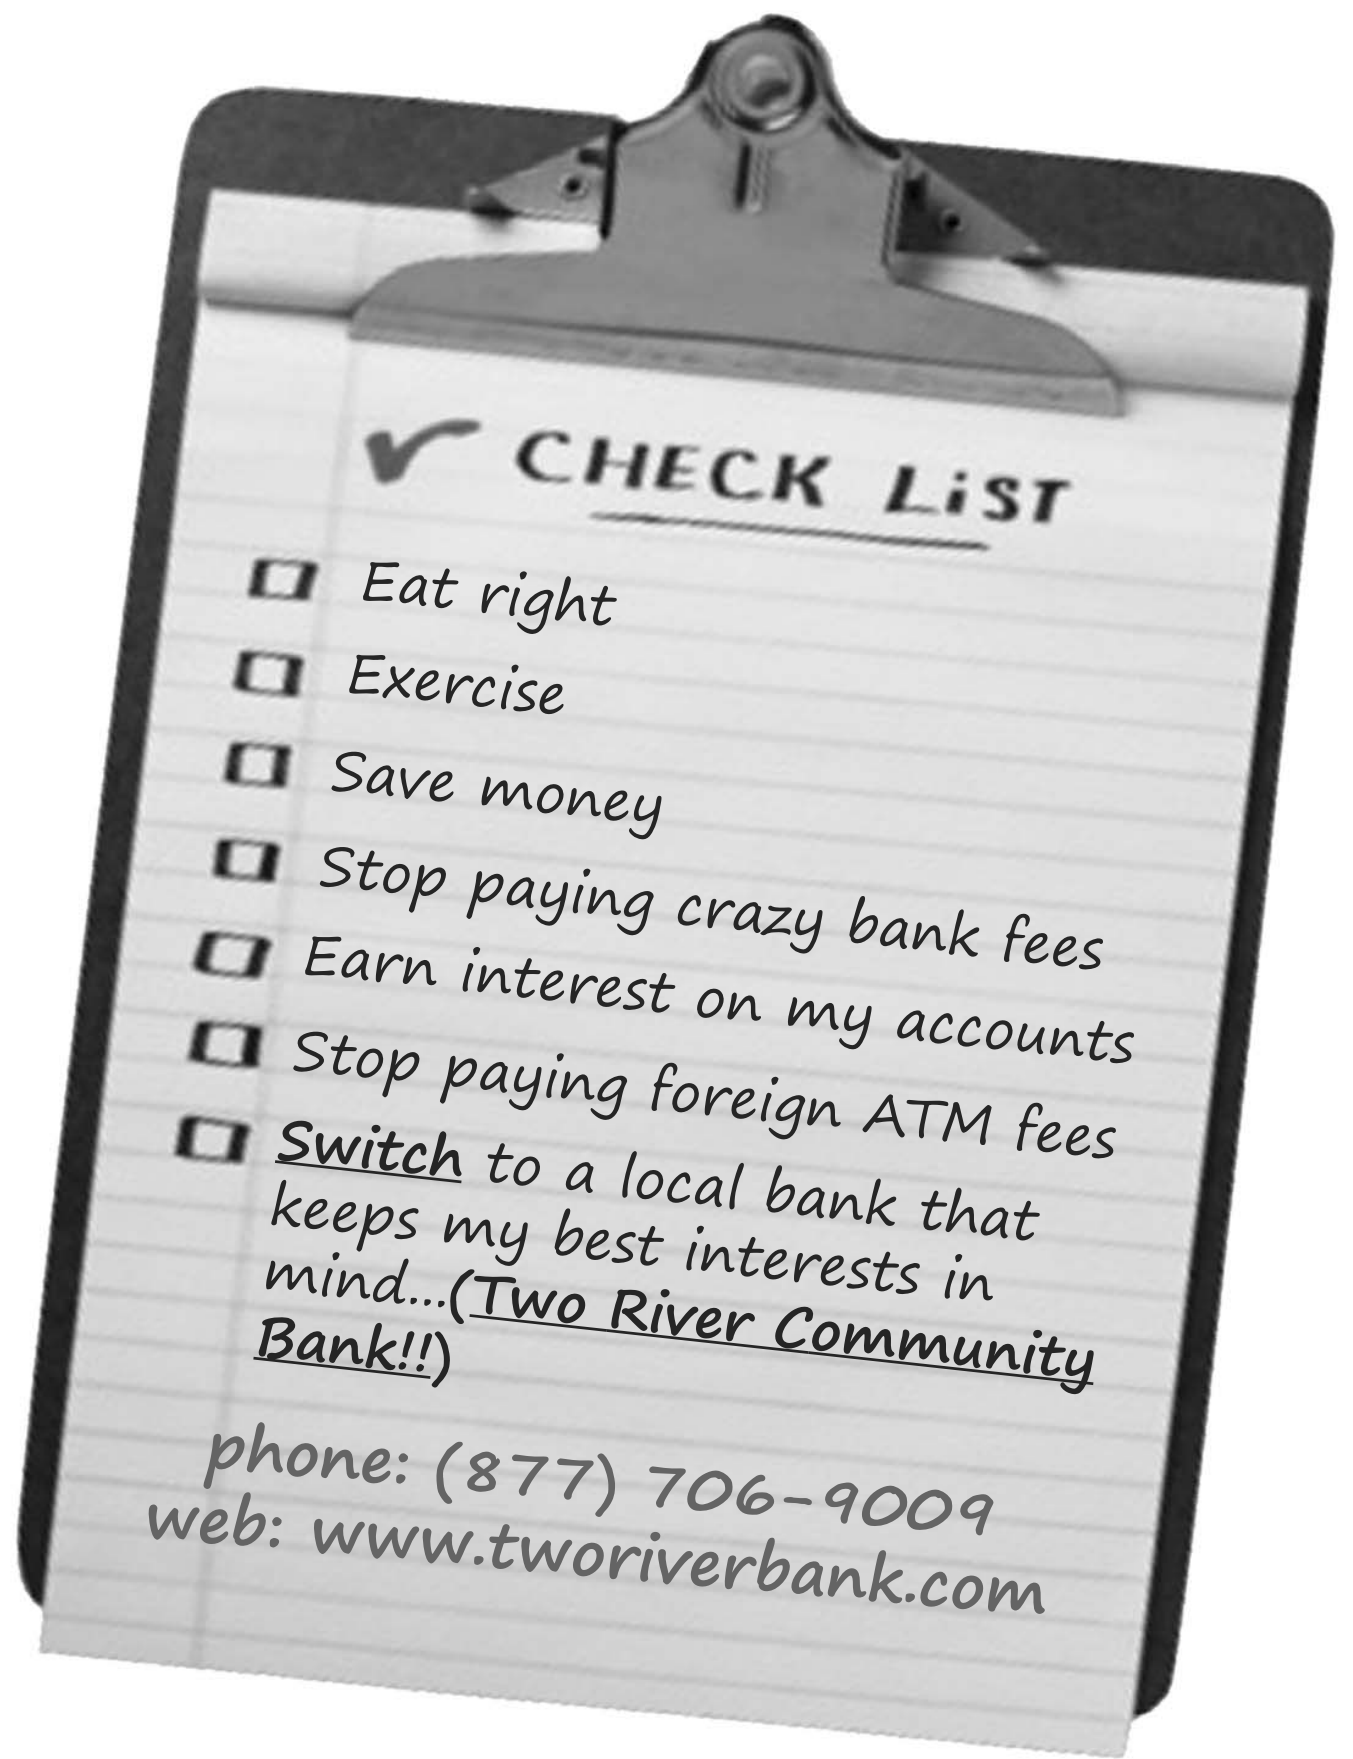 CHECK LiST
Eat right
Exercise
Save money
Stop paying crazy bank fees
Earn interest on my accounts
Stop paying foreign ATM fees
Switch to a local bank that
keeps my best interests in
mind...(Two River Community
Bank!!)
phone: (877) 706-9009
web: www.tworiverbank.com